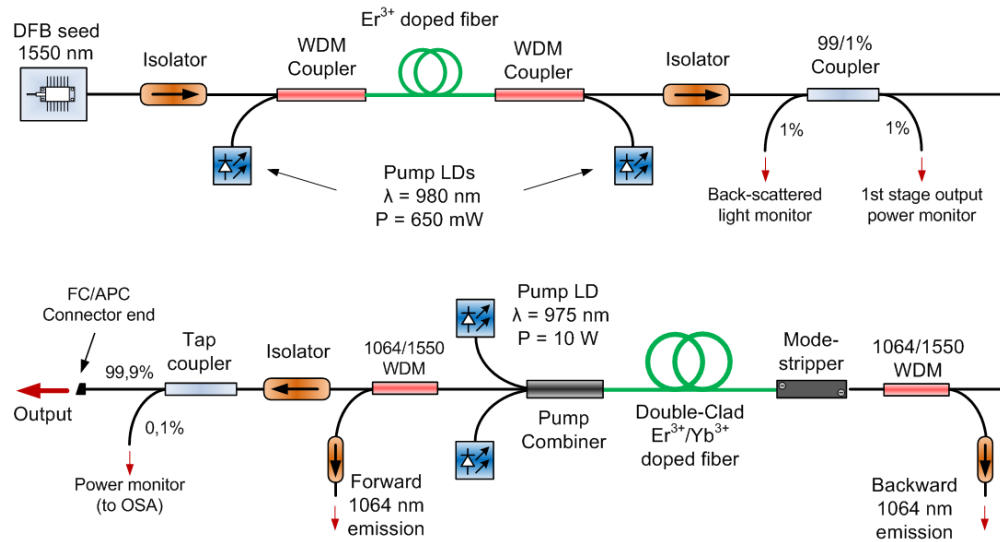 DFB seed
1550 nm
Isolator
WDM
Coupler
Er³⁺ doped fiber
WDM
Coupler
Isolator
99/1%
Coupler
1%
1%
Pump LDs
λ = 980 nm
P = 650 mW
Back-scattered
light monitor
1st stage output
power monitor
FC/APC
Connector end
Tap
coupler
99,9%
Isolator
1064/1550
WDM
Pump LD
λ = 975 nm
P = 10 W
Mode-
stripper
1064/1550
WDM
Output
0,1%
Pump
Combiner
Double-Clad
Er³⁺/Yb³⁺
doped fiber
Power monitor
(to OSA)
Forward
1064 nm
emission
Backward
1064 nm
emission